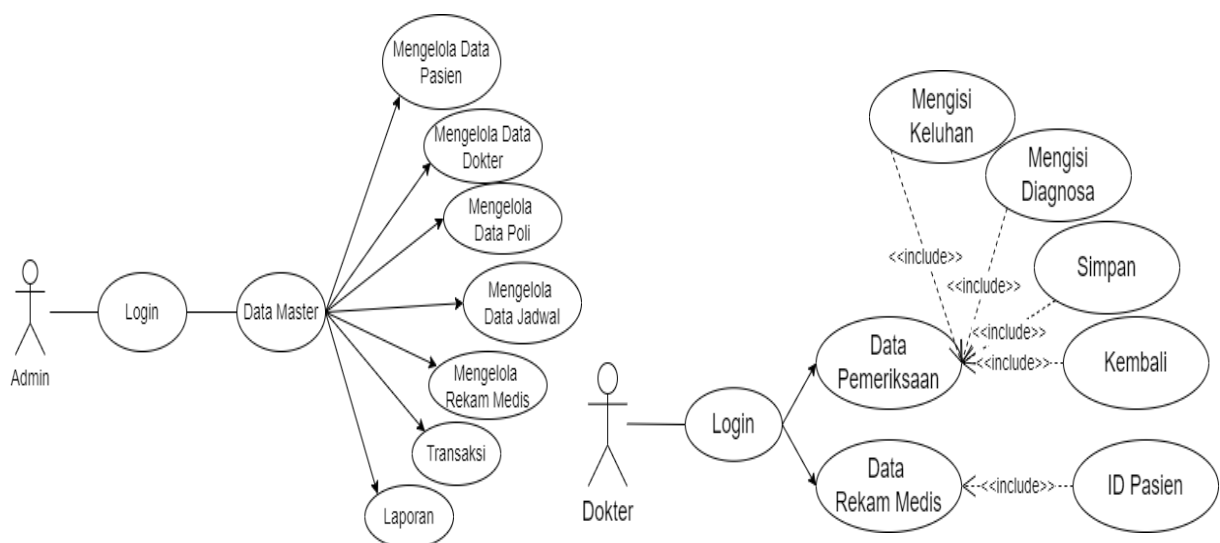 Mengelola Data
Pasien
Mengelola Data
Dokter
Mengelola
Data Poli
Mengelola
Data Jadwal
Mengelola
Rekam Medis
Transaksi
Laporan
Login
Data Master
Admin
Mengisi
Keluhan
Mengisi
Diagnosa
Simpan
Kembali
<<include>>
<<include>>
<<include>>
<<include>>
Data
Pemeriksaan
Login
Data
Rekam Medis
<<include>>
ID Pasien
Dokter